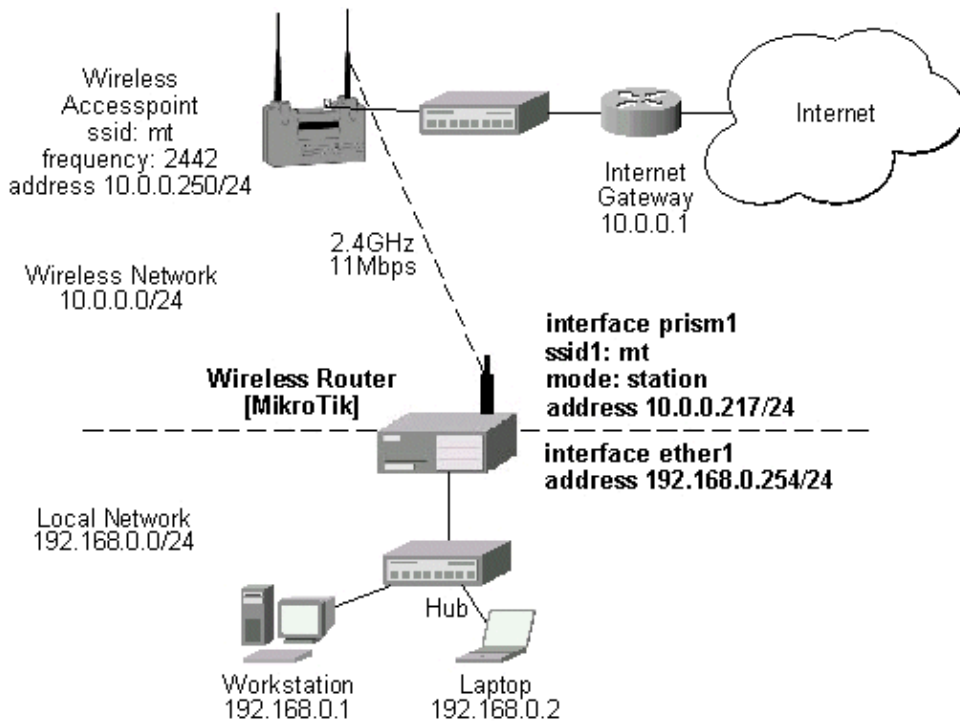 Wireless
Accesspoint
ssid: mt
frequency: 2442
address 10.0.0.250/24
Internet
Internet
Gateway
10.0.0.1
2.4GHz
11Mbps
Wireless Network
10.0.0.0/24
interface prism1
ssid1: mt
mode: station
address 10.0.0.217/24
Wireless Router
[MikroTik]
interface ether1
address 192.168.0.254/24
Local Network
192.168.0.0/24
Hub
Workstation
192.168.0.1
Laptop
192.168.0.2